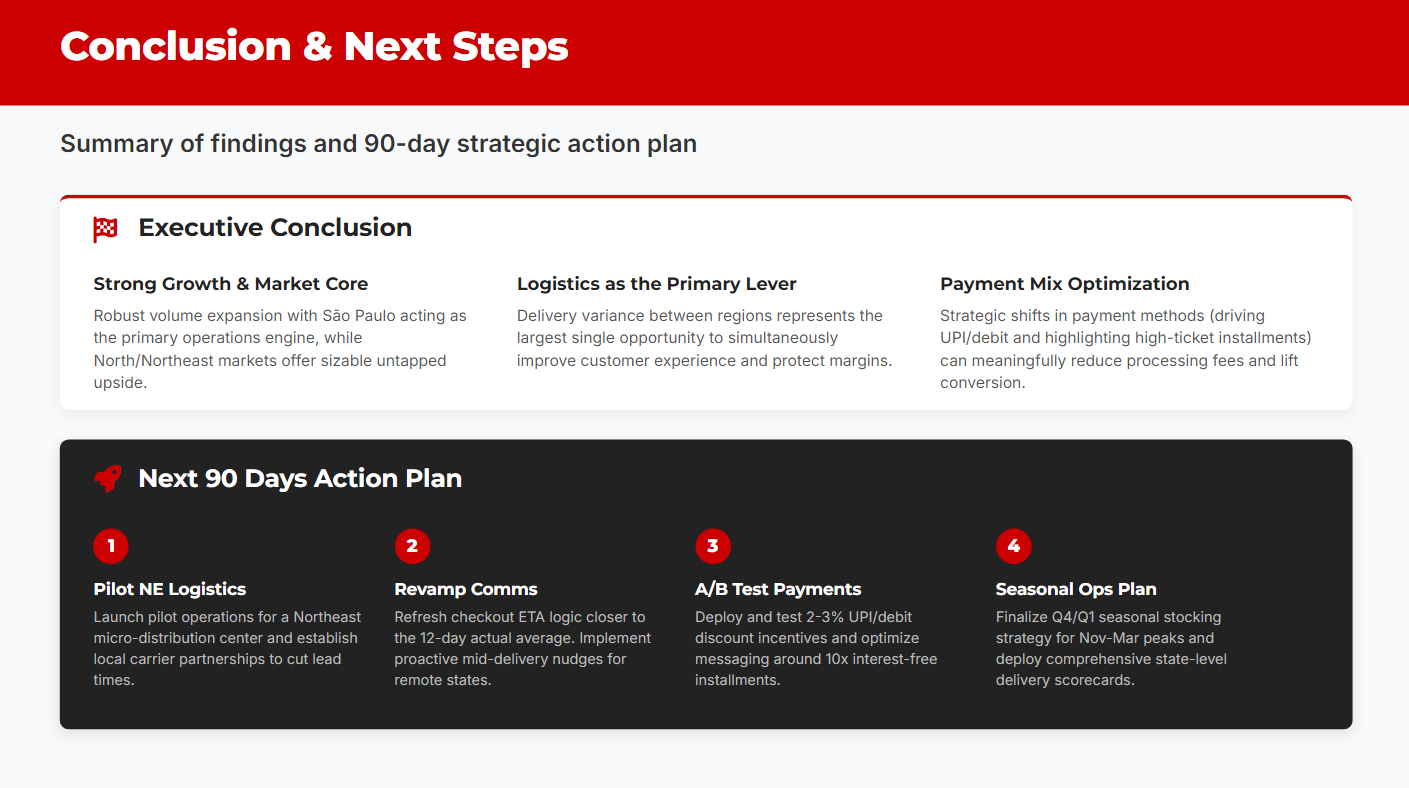 Conclusion & Next Steps
Summary of findings and 90-day strategic action plan
Executive Conclusion
Strong Growth & Market Core
Robust volume expansion with São Paulo acting as
the primary operations engine, while
North/Northeast markets offer sizable untapped
upside.
Logistics as the Primary Lever
Delivery variance between regions represents the
largest single opportunity to simultaneously
improve customer experience and protect margins.
Payment Mix Optimization
Strategic shifts in payment methods (driving
UPI/debit and highlighting high-ticket installments)
can meaningfully reduce processing fees and lift
conversion.
Next 90 Days Action Plan
1
Pilot NE Logistics
Launch pilot operations for a Northeast
micro-distribution center and establish
local carrier partnerships to cut lead
times.
2
Revamp Comms
Refresh checkout ETA logic closer to
the 12-day actual average. Implement
proactive mid-delivery nudges for
remote states.
3
A/B Test Payments
Deploy and test 2-3% UPI/debit
discount incentives and optimize
messaging around 10x interest-free
installments.
4
Seasonal Ops Plan
Finalize Q4/Q1 seasonal stocking
strategy for Nov-Mar peaks and
deploy comprehensive state-level
delivery scorecards.